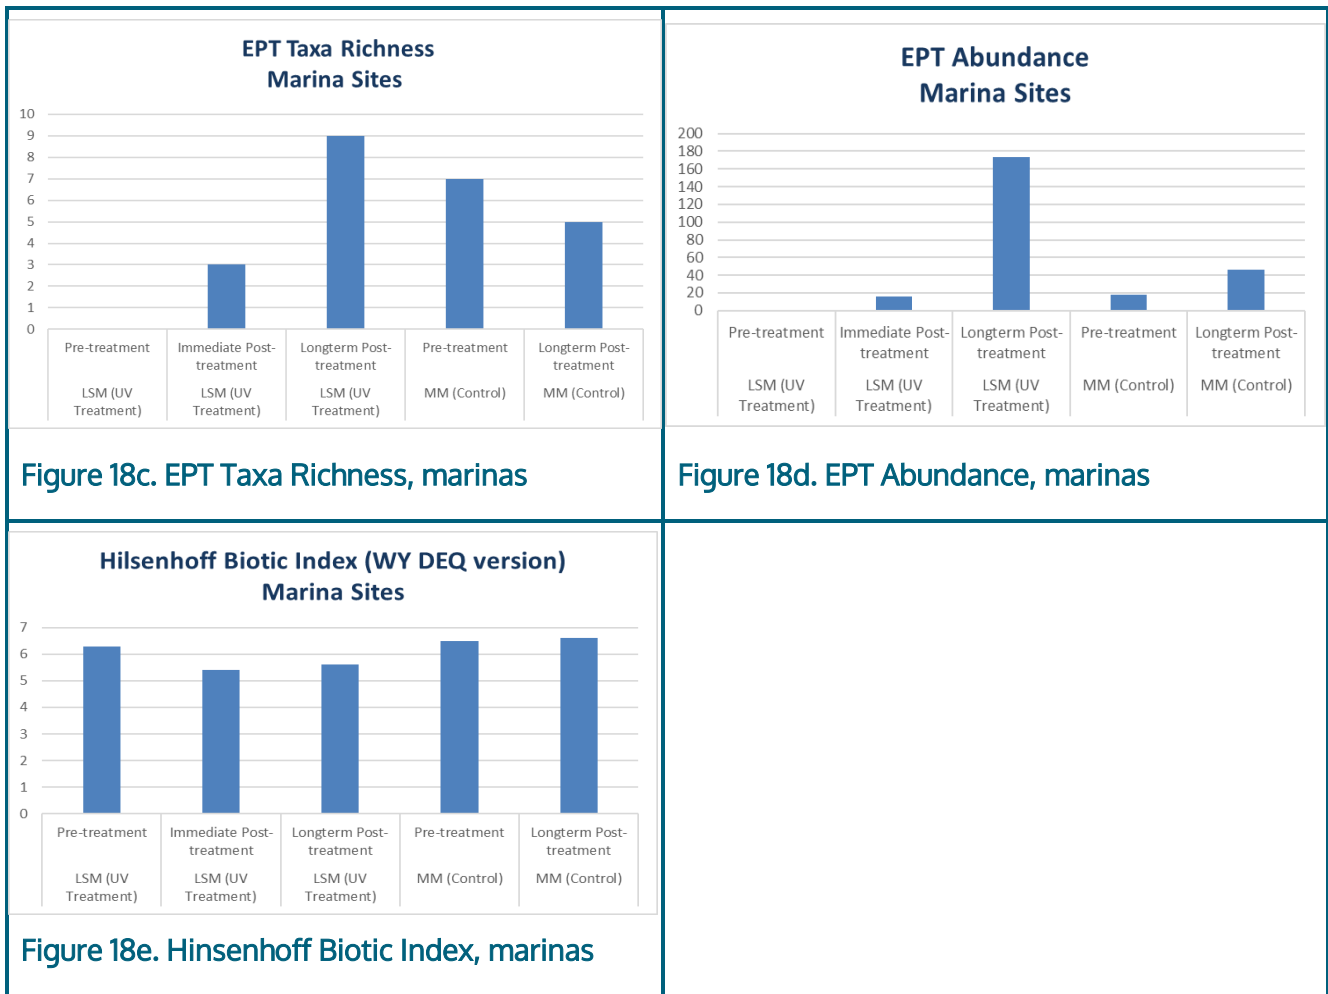 EPT Taxa Richness
Marina Sites
10
9
8
7
6
5
4
3
2
1
0
Pre-treatment
Immediate Post-
treatment
Longterm Post-
treatment
Pre-treatment
Longterm Post-
treatment
LSM (UV
Treatment)
LSM (UV
Treatment)
LSM (UV
Treatment)
MM (Control)
MM (Control)
Figure 18c. EPT Taxa Richness, marinas
EPT Abundance
Marina Sites
200
180
160
140
120
100
80
60
40
20
0
Pre-treatment
Immediate Post-
treatment
Longterm Post-
treatment
Pre-treatment
Longterm Post-
treatment
LSM (UV
Treatment)
LSM (UV
Treatment)
LSM (UV
Treatment)
MM (Control)
MM (Control)
Figure 18d. EPT Abundance, marinas
Hilsenhoff Biotic Index (WY DEQ version)
Marina Sites
7
6
5
4
3
2
1
0
Pre-treatment
Immediate Post-
treatment
Longterm Post-
treatment
Pre-treatment
Longterm Post-
treatment
LSM (UV
Treatment)
LSM (UV
Treatment)
LSM (UV
Treatment)
MM (Control)
MM (Control)
Figure 18e. Hinsenhoff Biotic Index, marinas